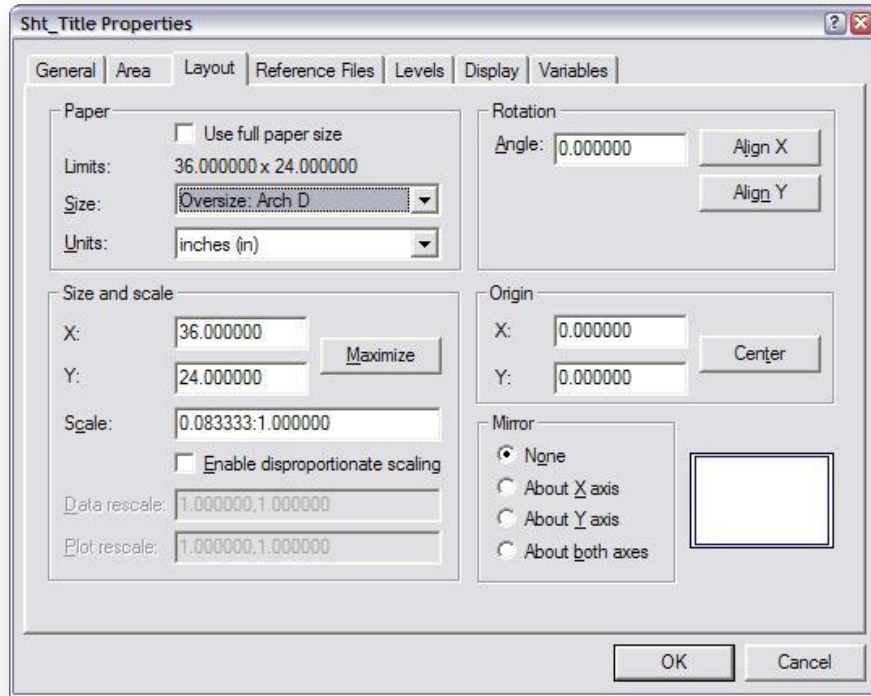 Sht_Title Properties
General Area Layout Reference Files Levels Display Variables
Paper
Use full paper size
Limits: 36.000000 x 24.000000
Size: Oversize: Arch D
Units: inches (in)
Rotation
Angle: 0.000000 Align X
Align Y
Size and scale
X: 36.000000
Y: 24.000000
Maximize
Scale: 0.083333:1.000000
Enable disproportionate scaling
Data rescale: 1.000000,1.000000
Plot rescale: 1.000000,1.000000
Origin
X: 0.000000
Y: 0.000000
Center
Mirror
None
About X axis
About Y axis
About both axes
OK Cancel